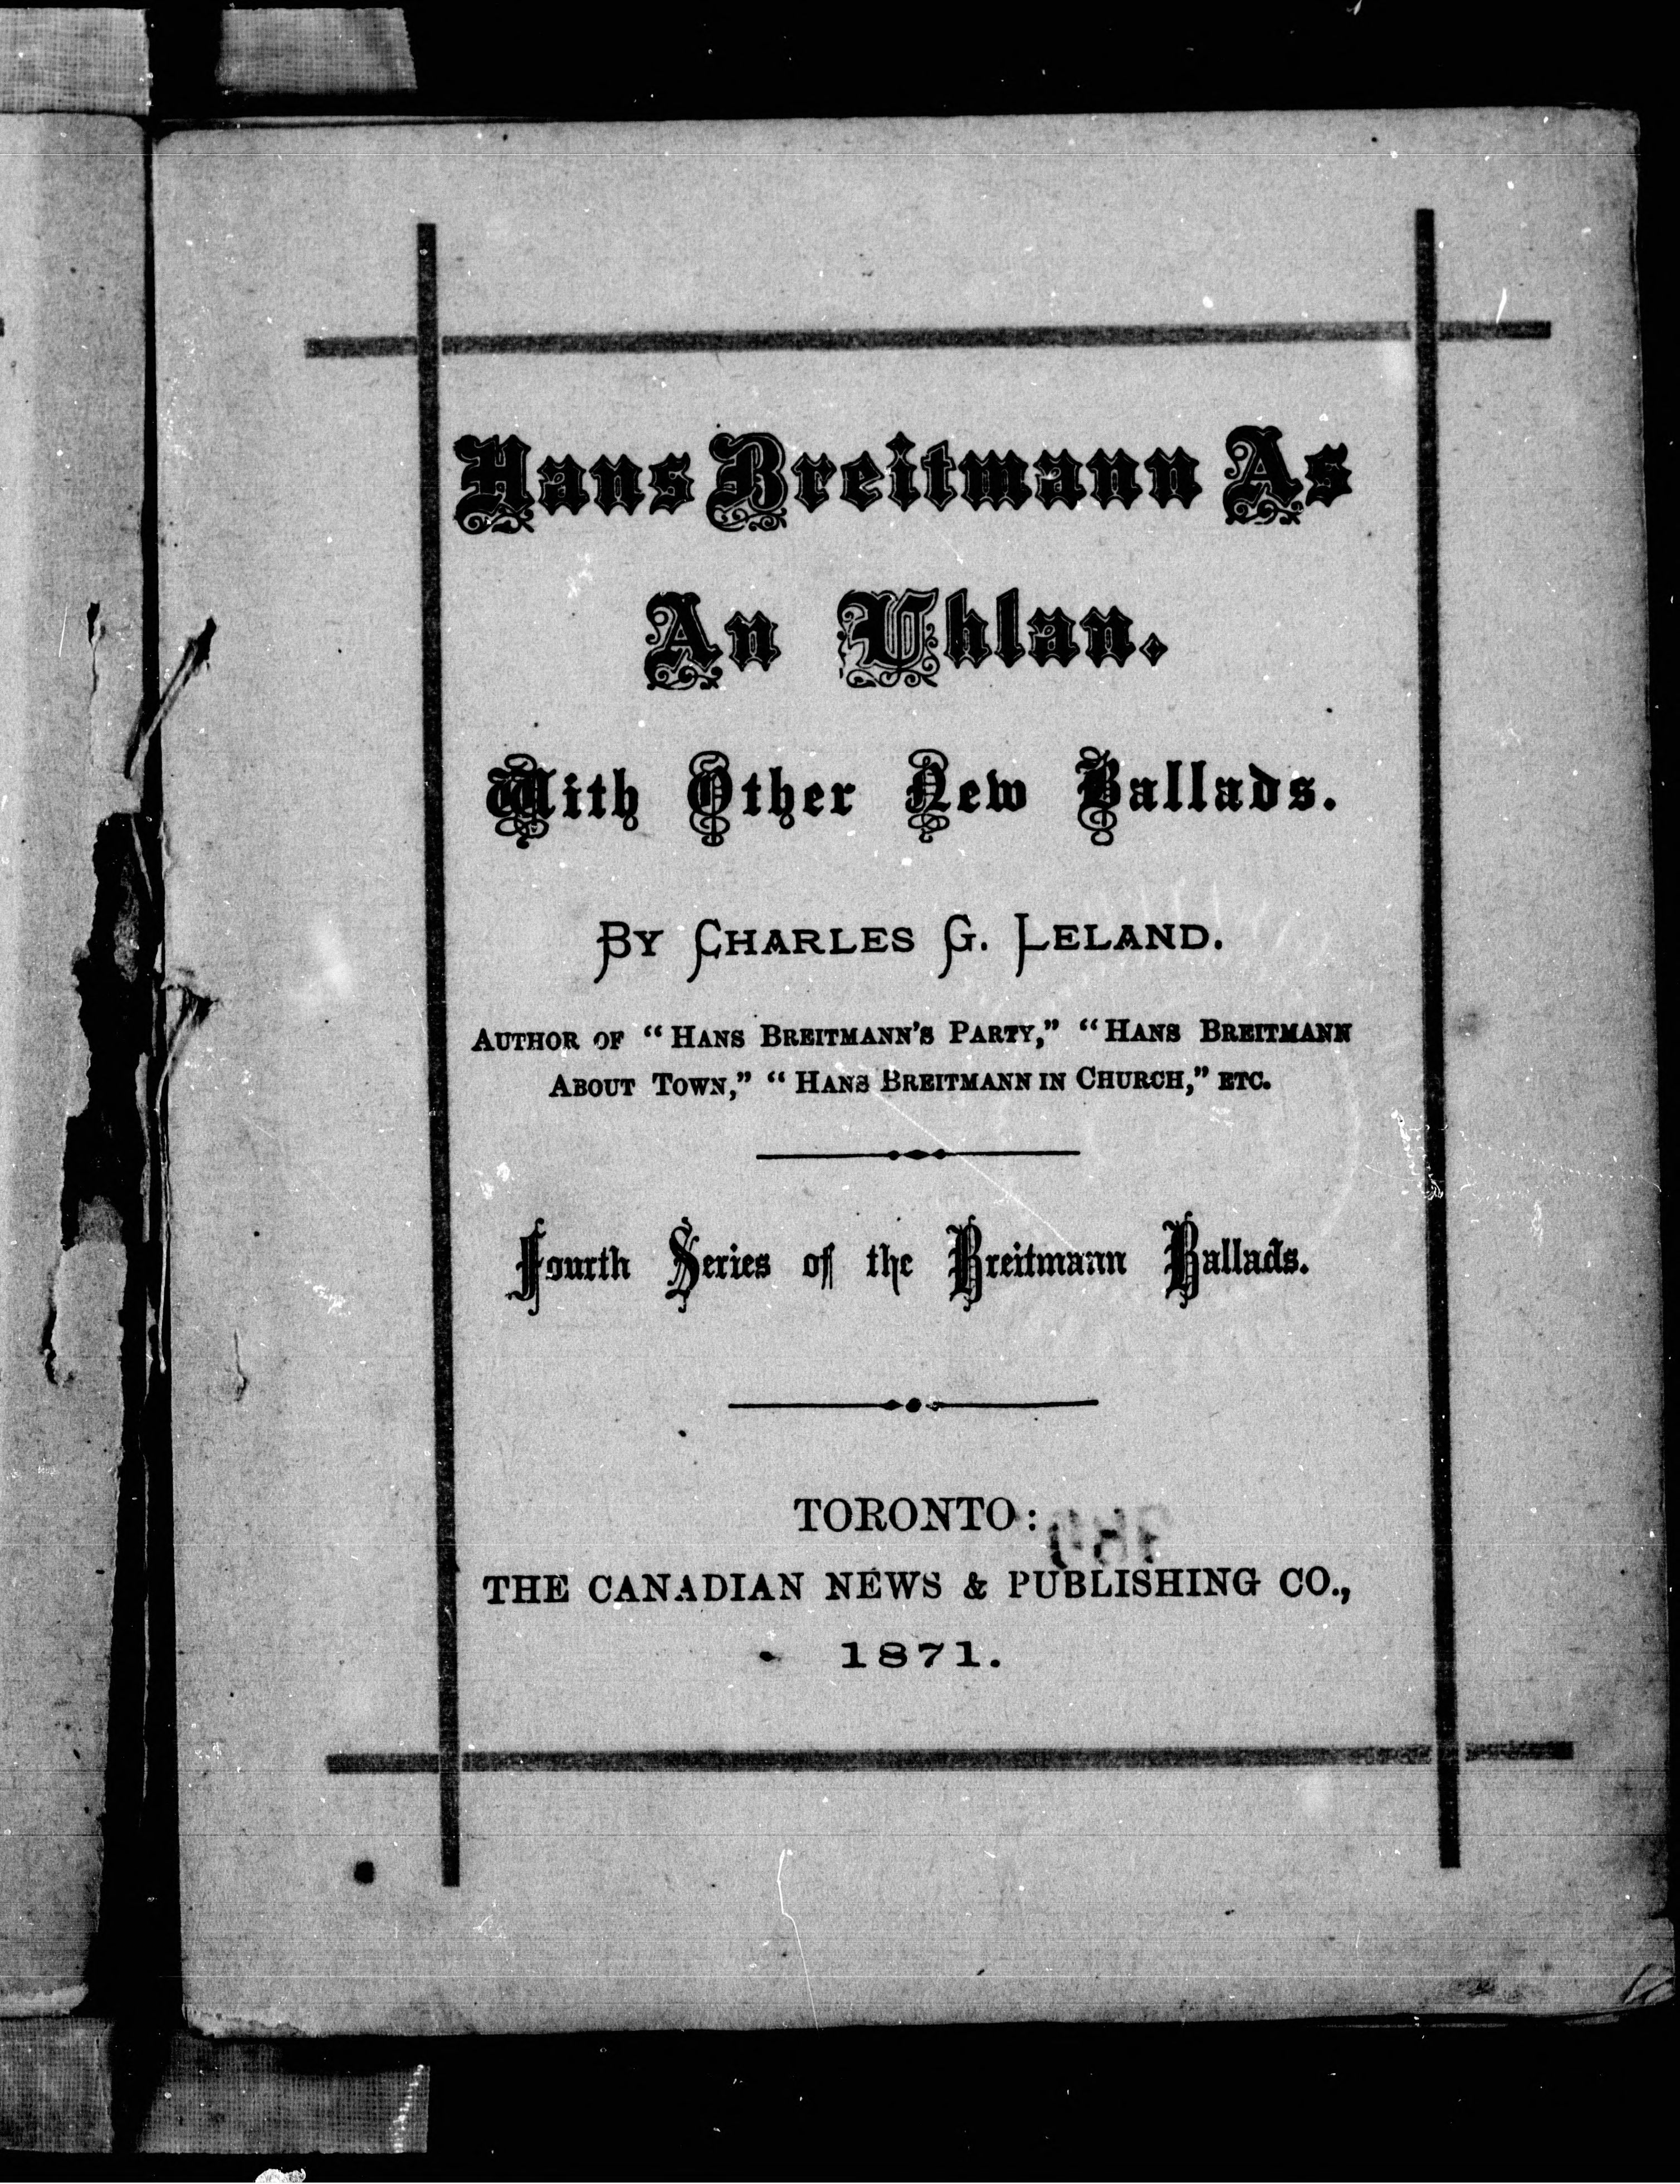 Hans Breitmann As
An Uhlan.
With Other New Ballads.
BY CHARLES G. LELAND.
AUTHOR OF “HANS BREITMANN'S PARTY,” “HANS BREITMANN
ABOUT TOWN,” “HANS BREITMANN IN CHURCH,” ETC.
Fourth Series of the Breitmann Ballads.
TORONTO:
THE CANADIAN NEWS & PUBLISHING CO.,
1871.